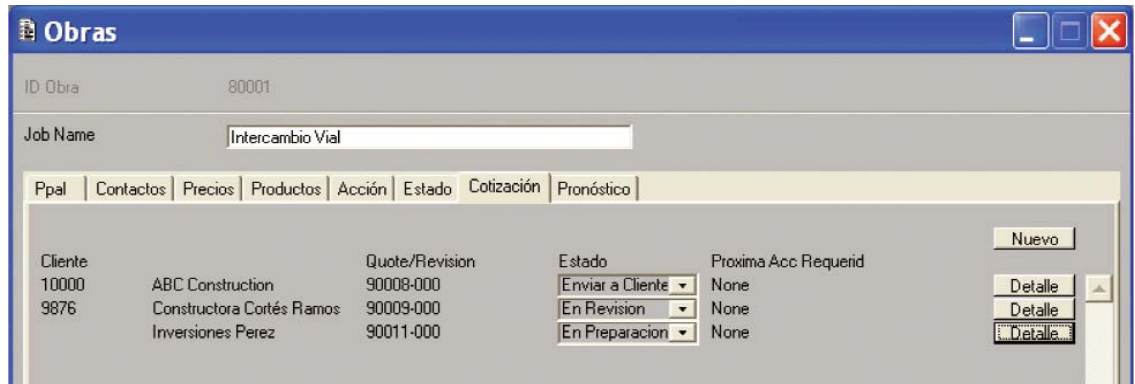 Obras
ID Obra 80001
Job Name Intercambio Vial
Ppal Contactos Precios Productos Acción Estado Cotización Pronóstico
Nuevo
Cliente Quote/Revision Estado Proxima Acc Requerid
10000 ABC Construction 90008-000 Enviar a Cliente None Detalle
9876 Constructora Cortés Ramos 90009-000 En Revision None Detalle
Inversiones Perez 90011-000 En Preparacion None Detalle